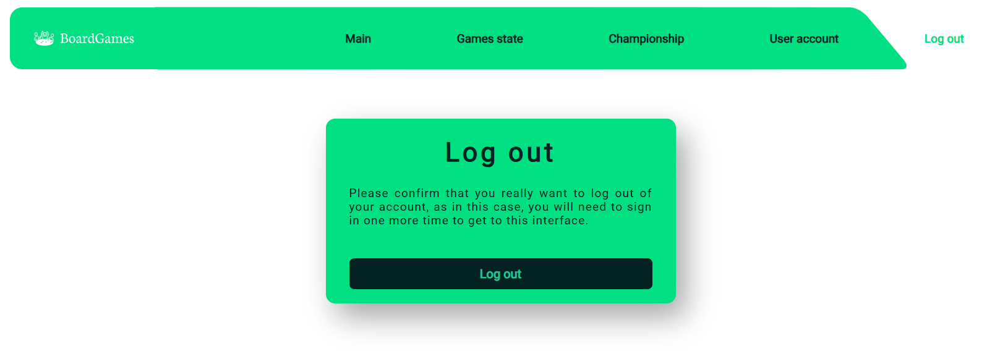 BoardGames
Main
Games state
Championship
User account
Log out
Log out
Please confirm that you really want to log out of
your account, as in this case, you will need to sign
in one more time to get to this interface.
Log out